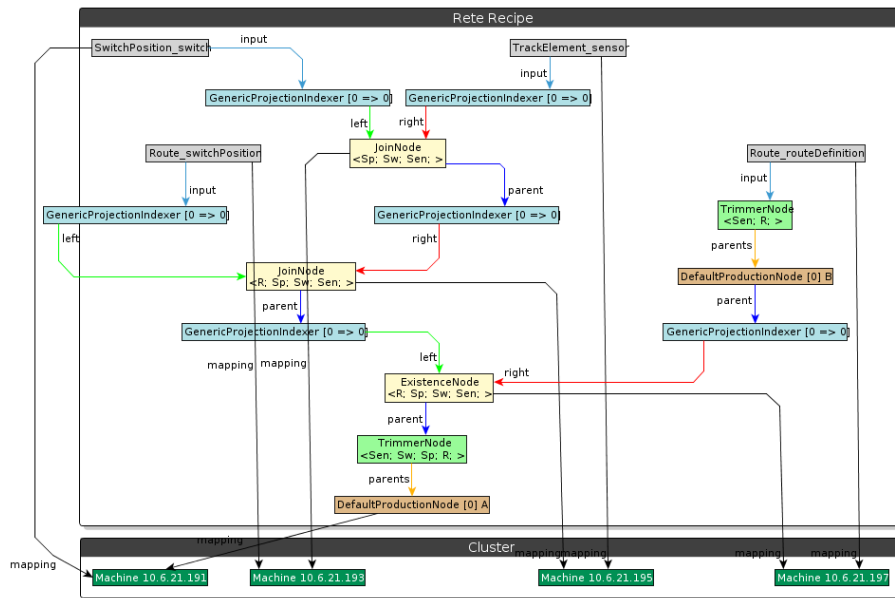 Rete Recipe
SwitchPosition_switch
input
TrackElement_sensor
input
GenericProjectionIndexer [0 => 0]
GenericProjectionIndexer [0 => 0]
left
right
Route_switchPosition
JoinNode
<Sp; Sw; Sen; >
Route_routeDefinition
input
parent
input
GenericProjectionIndexer [0 => 0]
GenericProjectionIndexer [0 => 0]
TrimmerNode
<Sen; R; >
left
right
parents
JoinNode
<R; Sp; Sw; Sen; >
DefaultProductionNode [0] B
parent
parent
GenericProjectionIndexer [0 => 0]
GenericProjectionIndexer [0 => 0]
mapping
mapping
left
right
ExistenceNode
<R; Sp; Sw; Sen; >
parent
TrimmerNode
<Sen; Sw; Sp; R; >
parents
DefaultProductionNode [0] A
mapping
Cluster
mapping
mapping
mapping
mapping
mapping
Machine 10.6.21.191
Machine 10.6.21.193
Machine 10.6.21.195
Machine 10.6.21.197